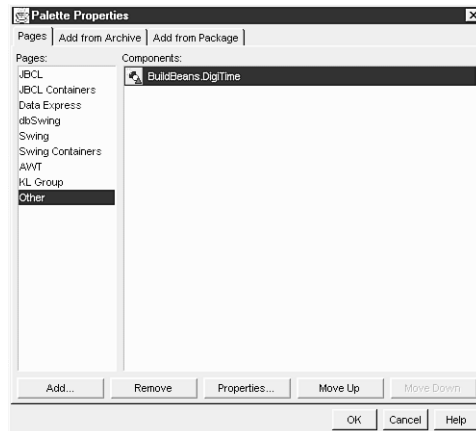 Palette Properties
Pages Add from Archive Add from Package
Pages: Components:
JBCL BuildBeans.DigiTime
JBCL Containers
Data Express
dbSwing
Swing
Swing Containers
AWT
KL Group
Other
Add... Remove Properties... Move Up Move Down
OK Cancel Help